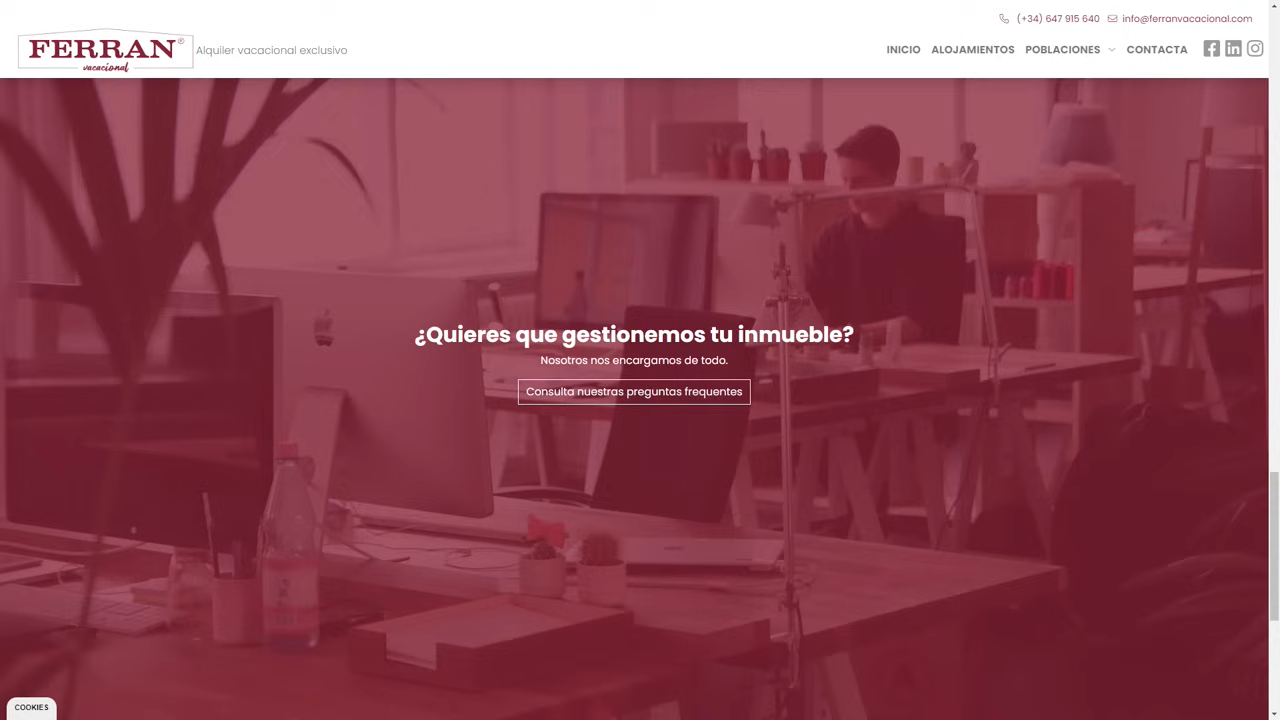 (+34) 647 915 640 info@ferranvacacional.com
FERRAN®
vacacional
Alquiler vacacional exclusivo
INICIO ALOJAMIENTOS POBLACIONES CONTACTA
¿Quieres que gestionemos tu inmueble?
Nosotros nos encargamos de todo.
Consulta nuestras preguntas frequentes
COOKIES